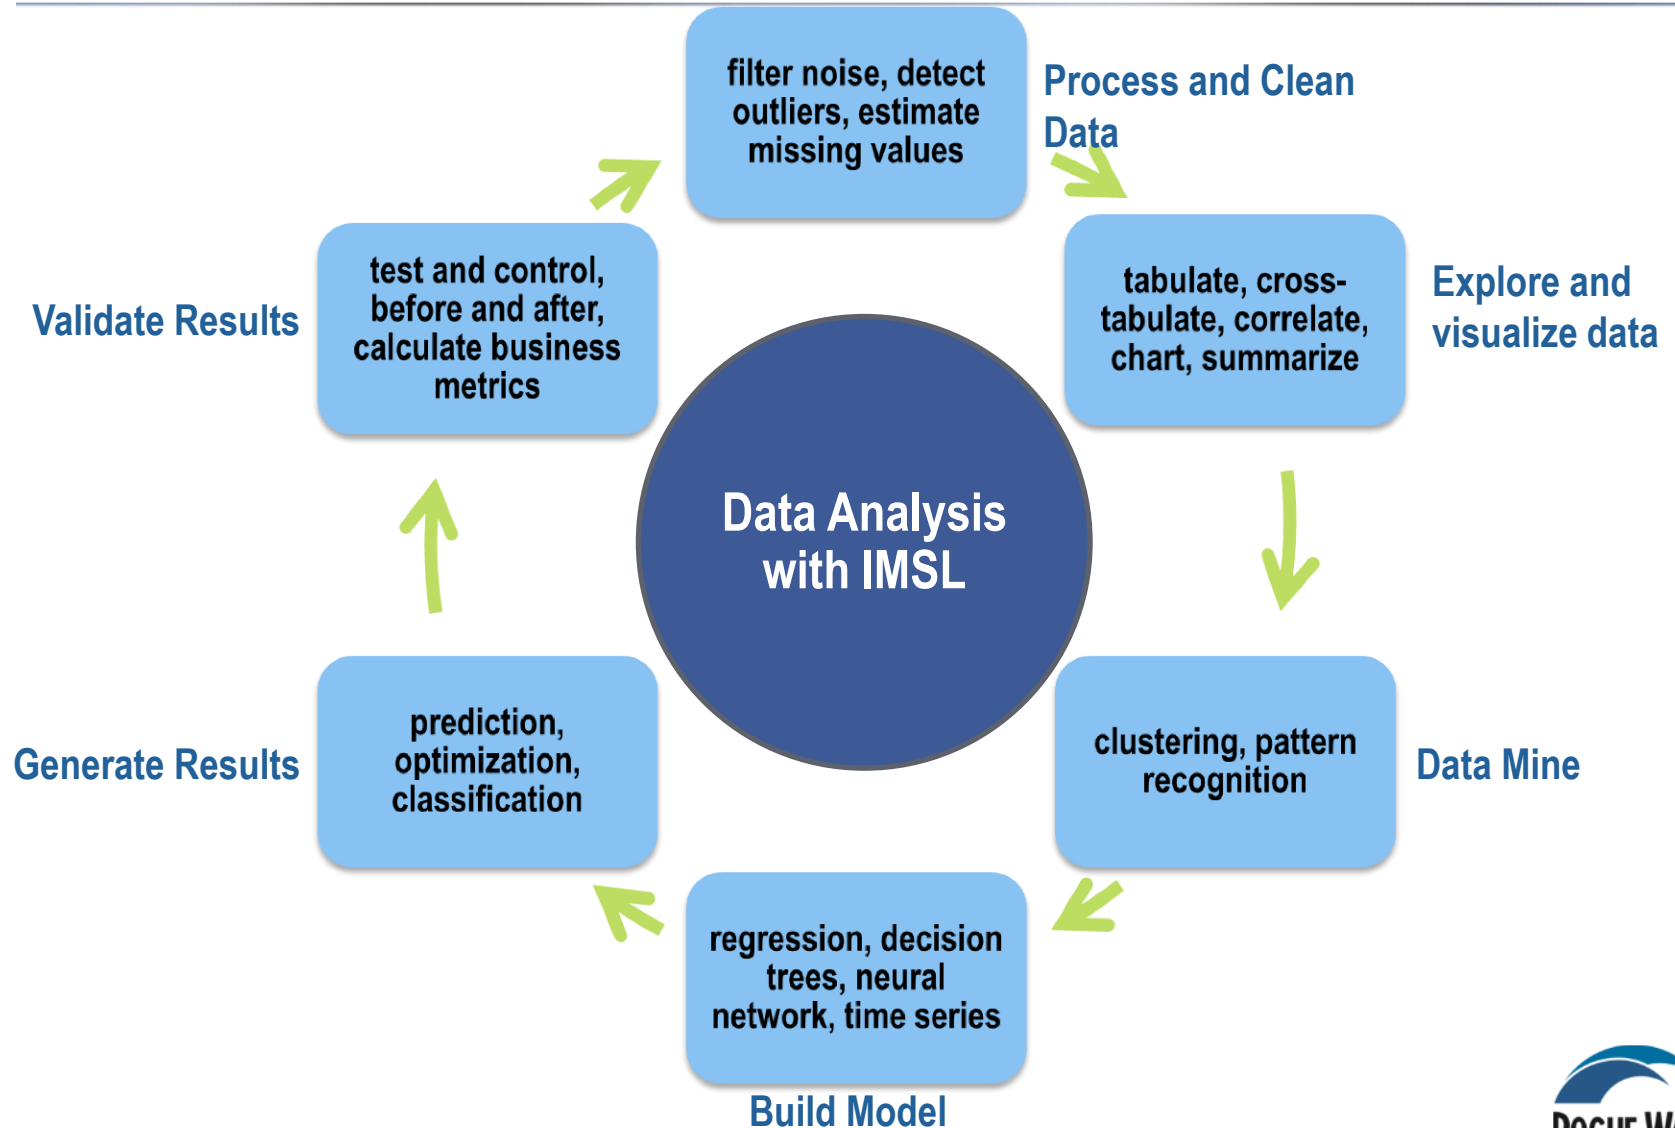 filter noise, detect
outliers, estimate
missing values
Process and Clean
Data
tabulate, cross-
tabulate, correlate,
chart, summarize
Explore and
visualize data
clustering, pattern
recognition
Data Mine
regression, decision
trees, neural
network, time series
Build Model
prediction,
optimization,
classification
Generate Results
test and control,
before and after,
calculate business
metrics
Validate Results
Data Analysis
with IMSL